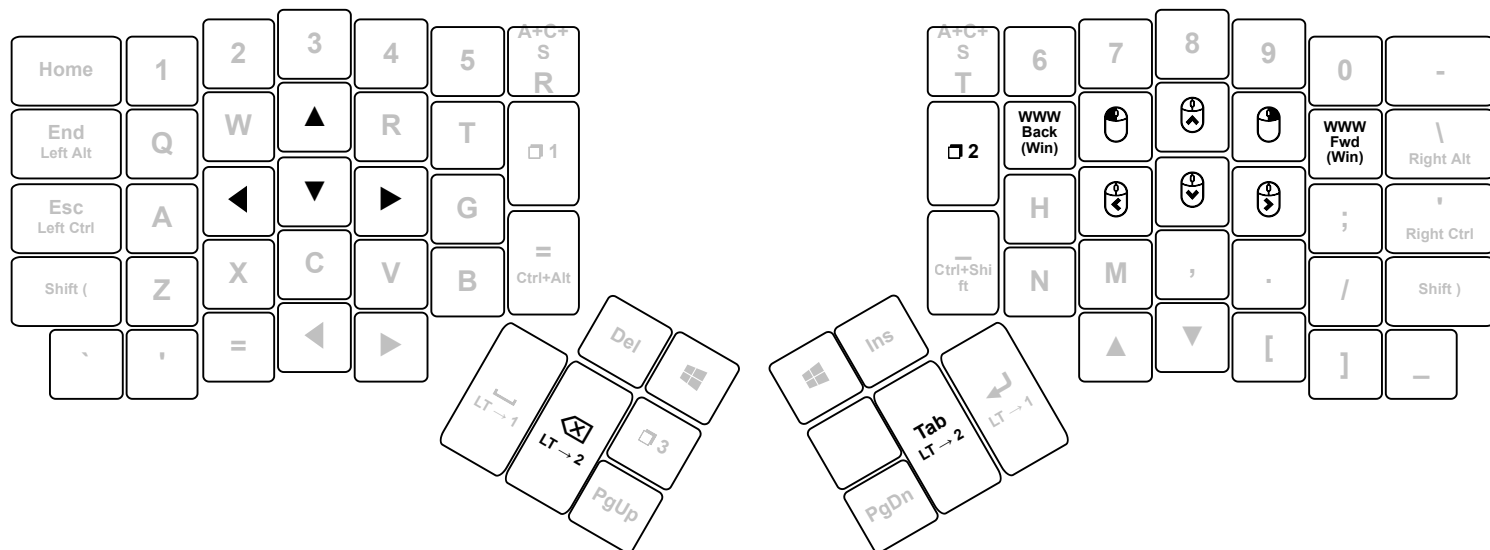 Home 1 2 3 4 5 A+C+
S
R
A+C+
S
T
6 7 8 9 0 -
End
Left Alt
Q W R T 1
2
WWW
Back
(Win)
WWW
Fwd
(Win)
\
Right Alt
Esc
Left Ctrl
A G H ; '
Right Ctrl
Shift ( Z X C V B =
Ctrl+Alt
_
Ctrl+Shi
ft
N M , . / Shift )
` ' = [ ] _
Del
LT → 1
LT → 2
3
PgUp
Ins
Tab
LT → 2
LT → 1
PgDn